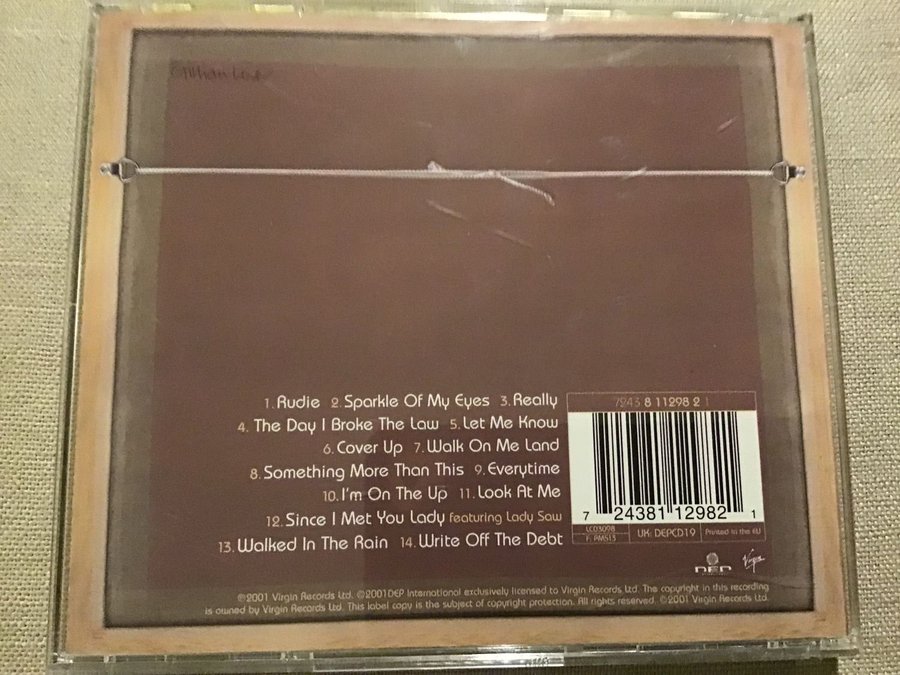 1. Rudie 2. Sparkle Of My Eyes 3. Really
4. The Day I Broke The Law 5. Let Me Know
6. Cover Up 7. Walk On Me Land
8. Something More Than This 9. Everytime
10. I'm On The Up 11. Look At Me
12. Since I Met You Lady featuring Lady Saw
13. Walked In The Rain 14. Write Off The Debt
7243 8 11298 2 1
7 24381 12982 1
LC03098
F: PM515
UK: DEPCD19
Printed in the EU
DEP
Virgin
℗2001 Virgin Records Ltd. ©2001 DEP International exclusively licensed to Virgin Records Ltd. The copyright in this recording
is owned by Virgin Records Ltd. This label copy is the subject of copyright protection. All rights reserved. ©2001 Virgin Records Ltd.